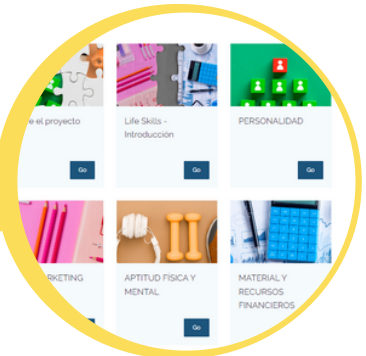 e el proyecto
Life Skills -
Introducción
PERSONALIDAD
Go
Go
Go
RKETING
APTITUD FÍSICA Y
MENTAL
MATERIAL Y
RECURSOS
FINANCIEROS
Go